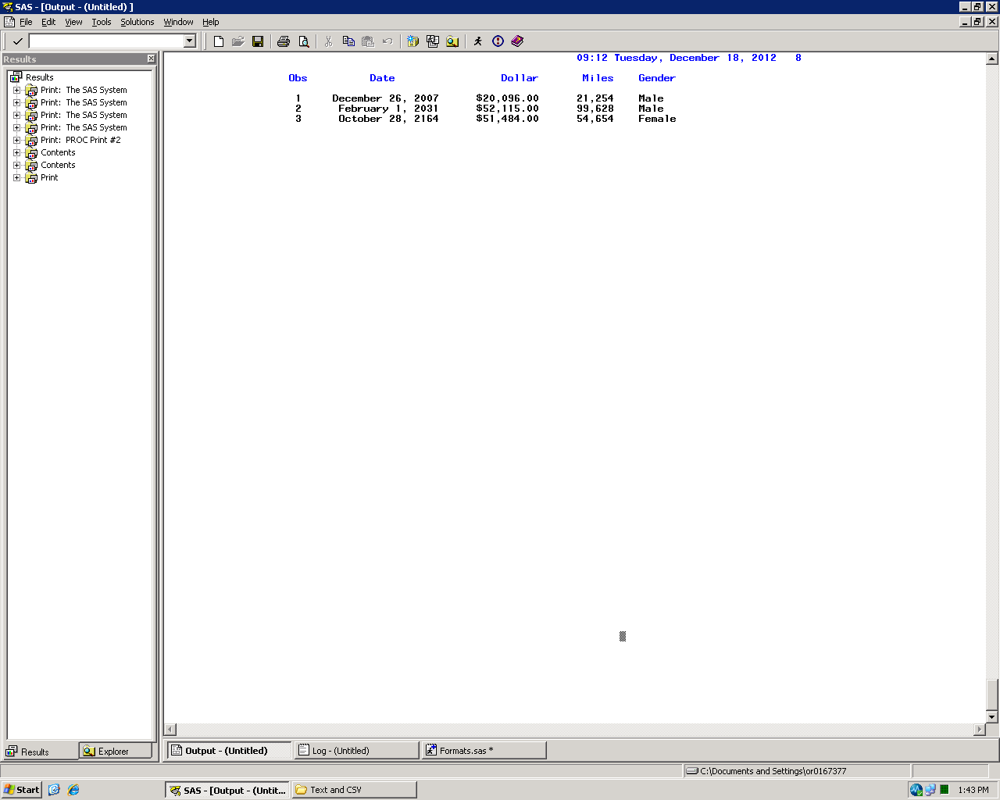 SAS - [Output - (Untitled) ]
File Edit View Tools Solutions Window Help
Results
Results
Print: The SAS System
Print: The SAS System
Print: The SAS System
Print: The SAS System
Print: PROC Print #2
Contents
Contents
Print
09:12 Tuesday, December 18, 2012 8
Obs Date Dollar Miles Gender
1 December 26, 2007 $20,096.00 21,254 Male
2 February 1, 2031 $52,115.00 99,628 Male
3 October 28, 2164 $51,484.00 54,654 Female
Results Explorer
Output - (Untitled) Log - (Untitled) Formats.sas *
C:\Documents and Settings\or0167377
Start SAS - [Output - (Untit... Text and CSV 1:43 PM